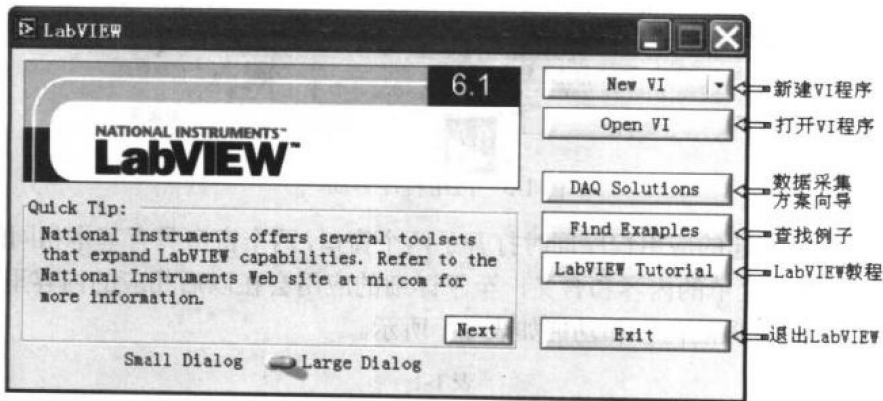 LabVIEW
6.1
NATIONAL INSTRUMENTS™
LabVIEW™
Quick Tip:
National Instruments offers several toolsets
that expand LabVIEW capabilities. Refer to the
National Instruments Web site at ni.com for
more information.
Next
Small Dialog Large Dialog
New VI
Open VI
DAQ Solutions
Find Examples
LabVIEW Tutorial
Exit
新建VI程序
打开VI程序
数据采集
方案向导
查找例子
LabVIEW教程
退出LabVIEW